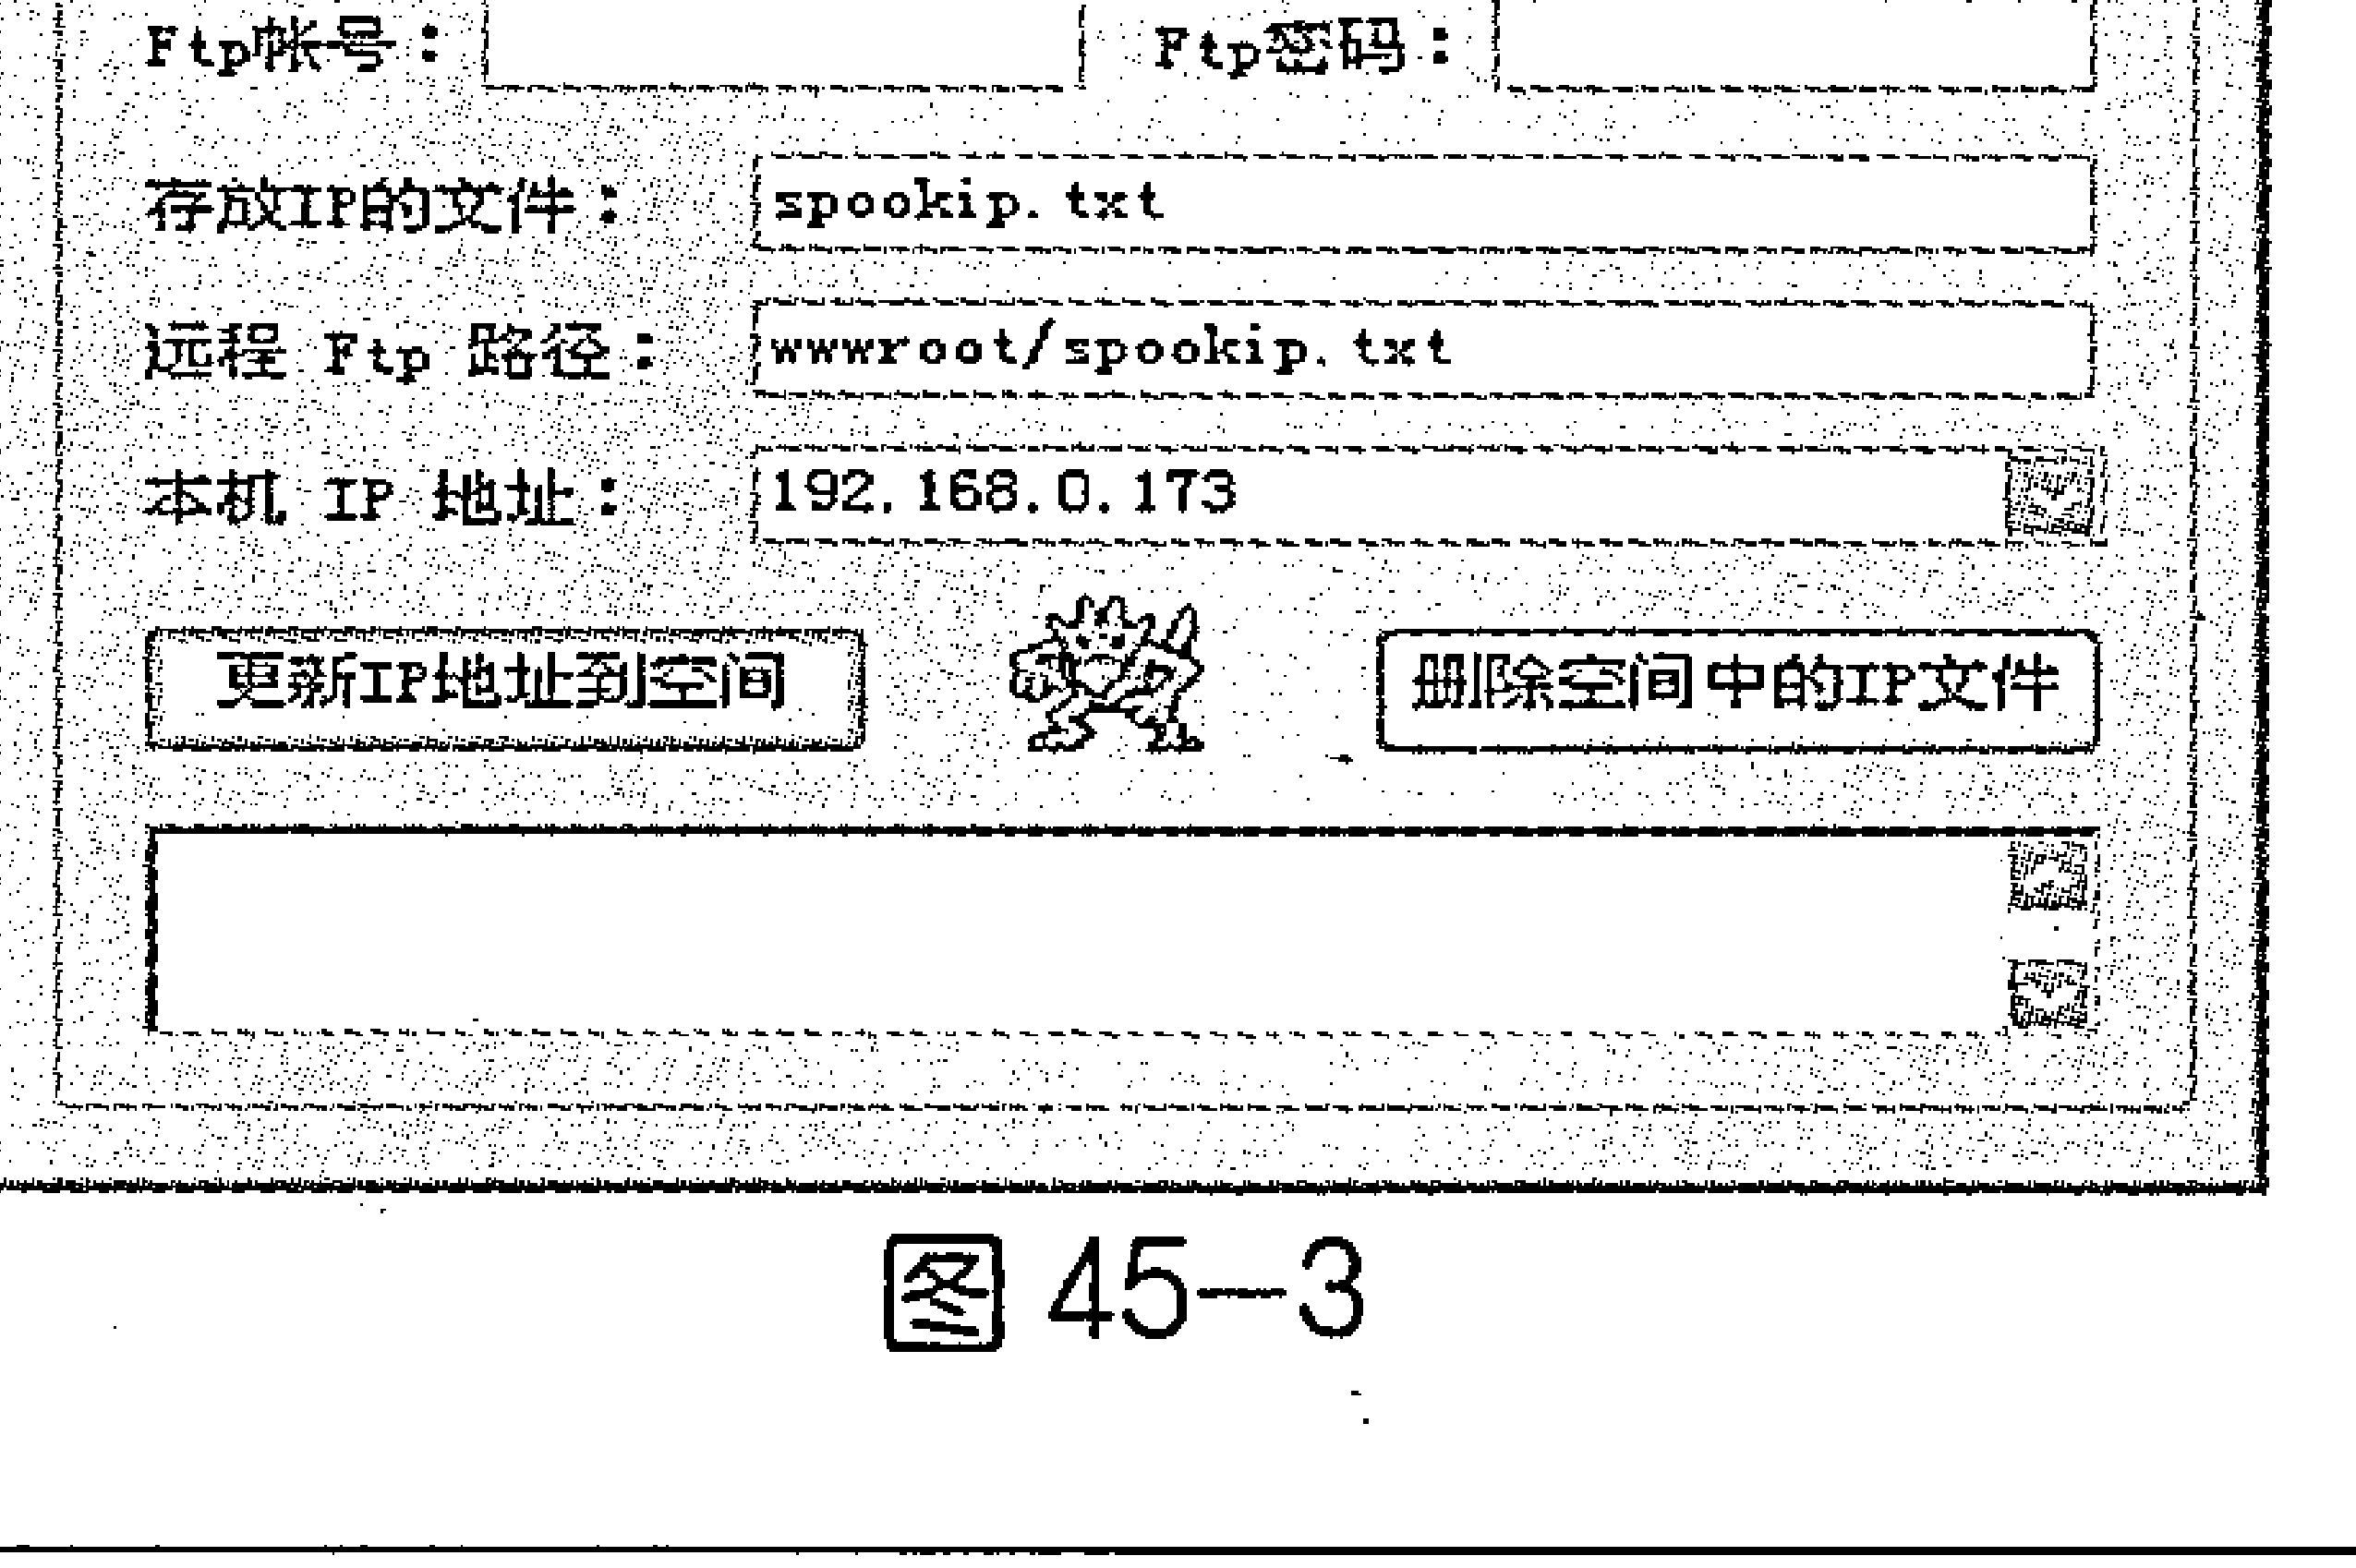 Ftp帐号： Ftp密码：
存放IP的文件： spookip.txt
远程 Ftp 路径： wwwroot/spookip.txt
本机 IP 地址： 192.168.0.173
更新IP地址到空间 删除空间中的IP文件
图 45—3